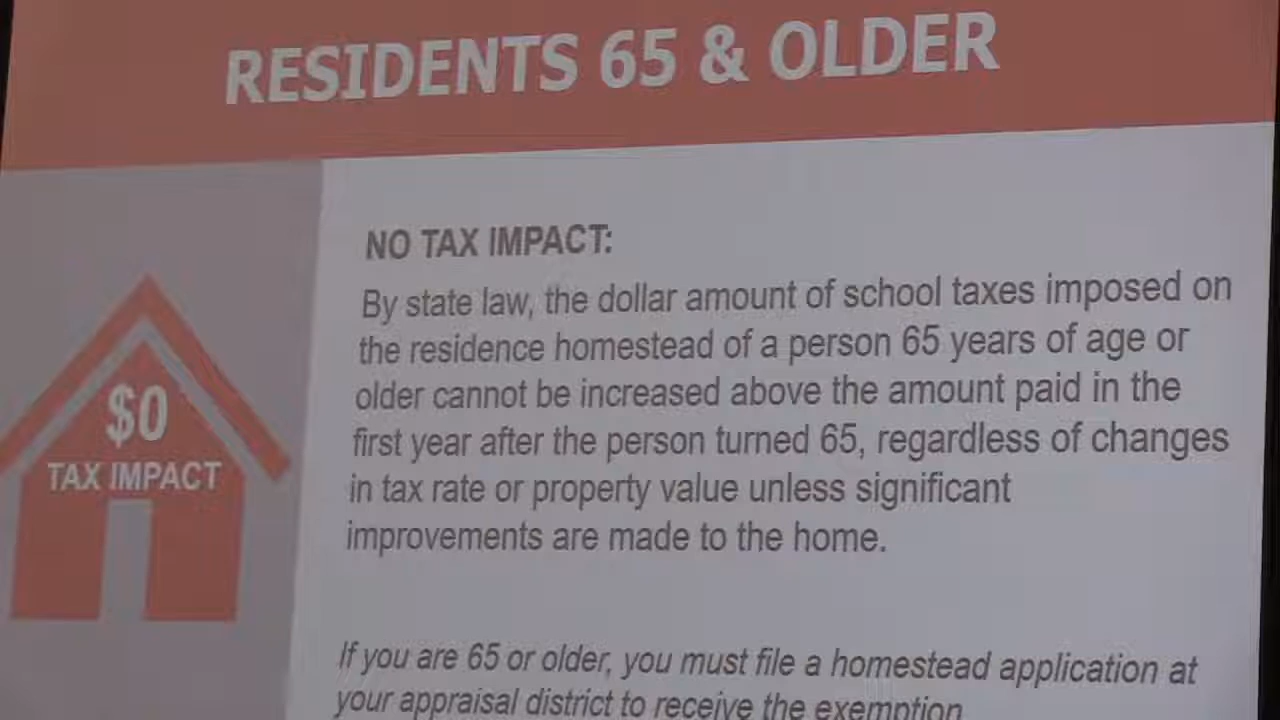 RESIDENTS 65 & OLDER
NO TAX IMPACT:
By state law, the dollar amount of school taxes imposed on
the residence homestead of a person 65 years of age or
older cannot be increased above the amount paid in the
first year after the person turned 65, regardless of changes
in tax rate or property value unless significant
improvements are made to the home.
$0
TAX IMPACT
If you are 65 or older, you must file a homestead application at
your appraisal district to receive the exemption